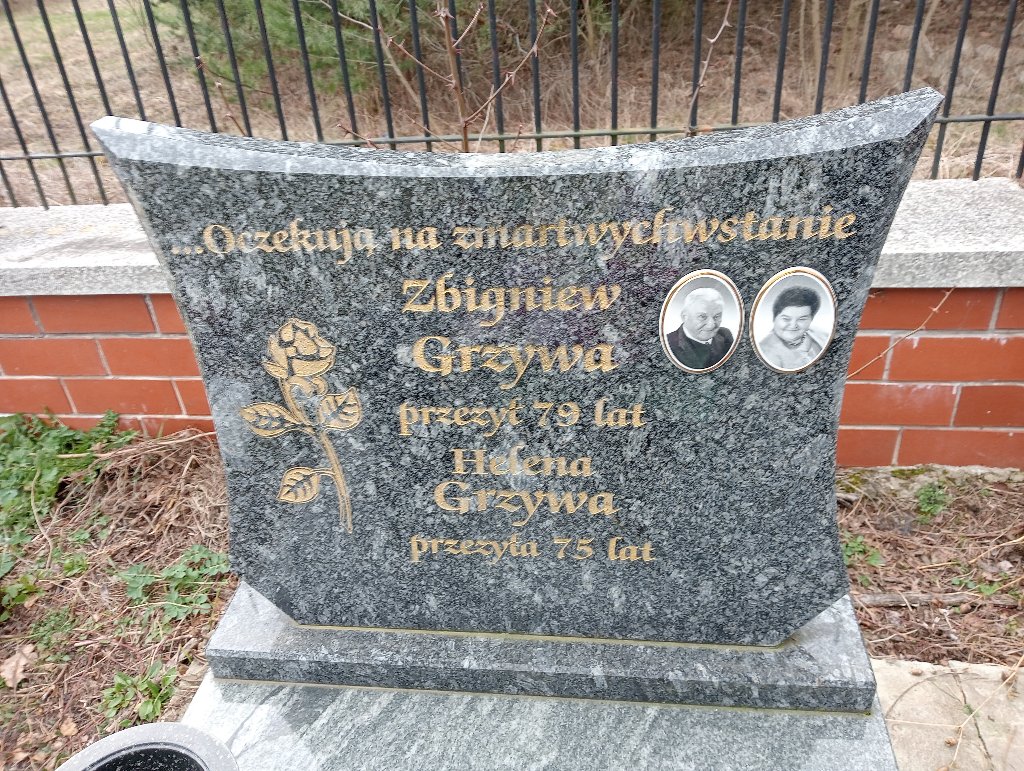 ...Oczekują na zmartwychwstanie
Zbigniew
Grzywa
przeżył 79 lat
Helena
Grzywa
przeżyła 75 lat